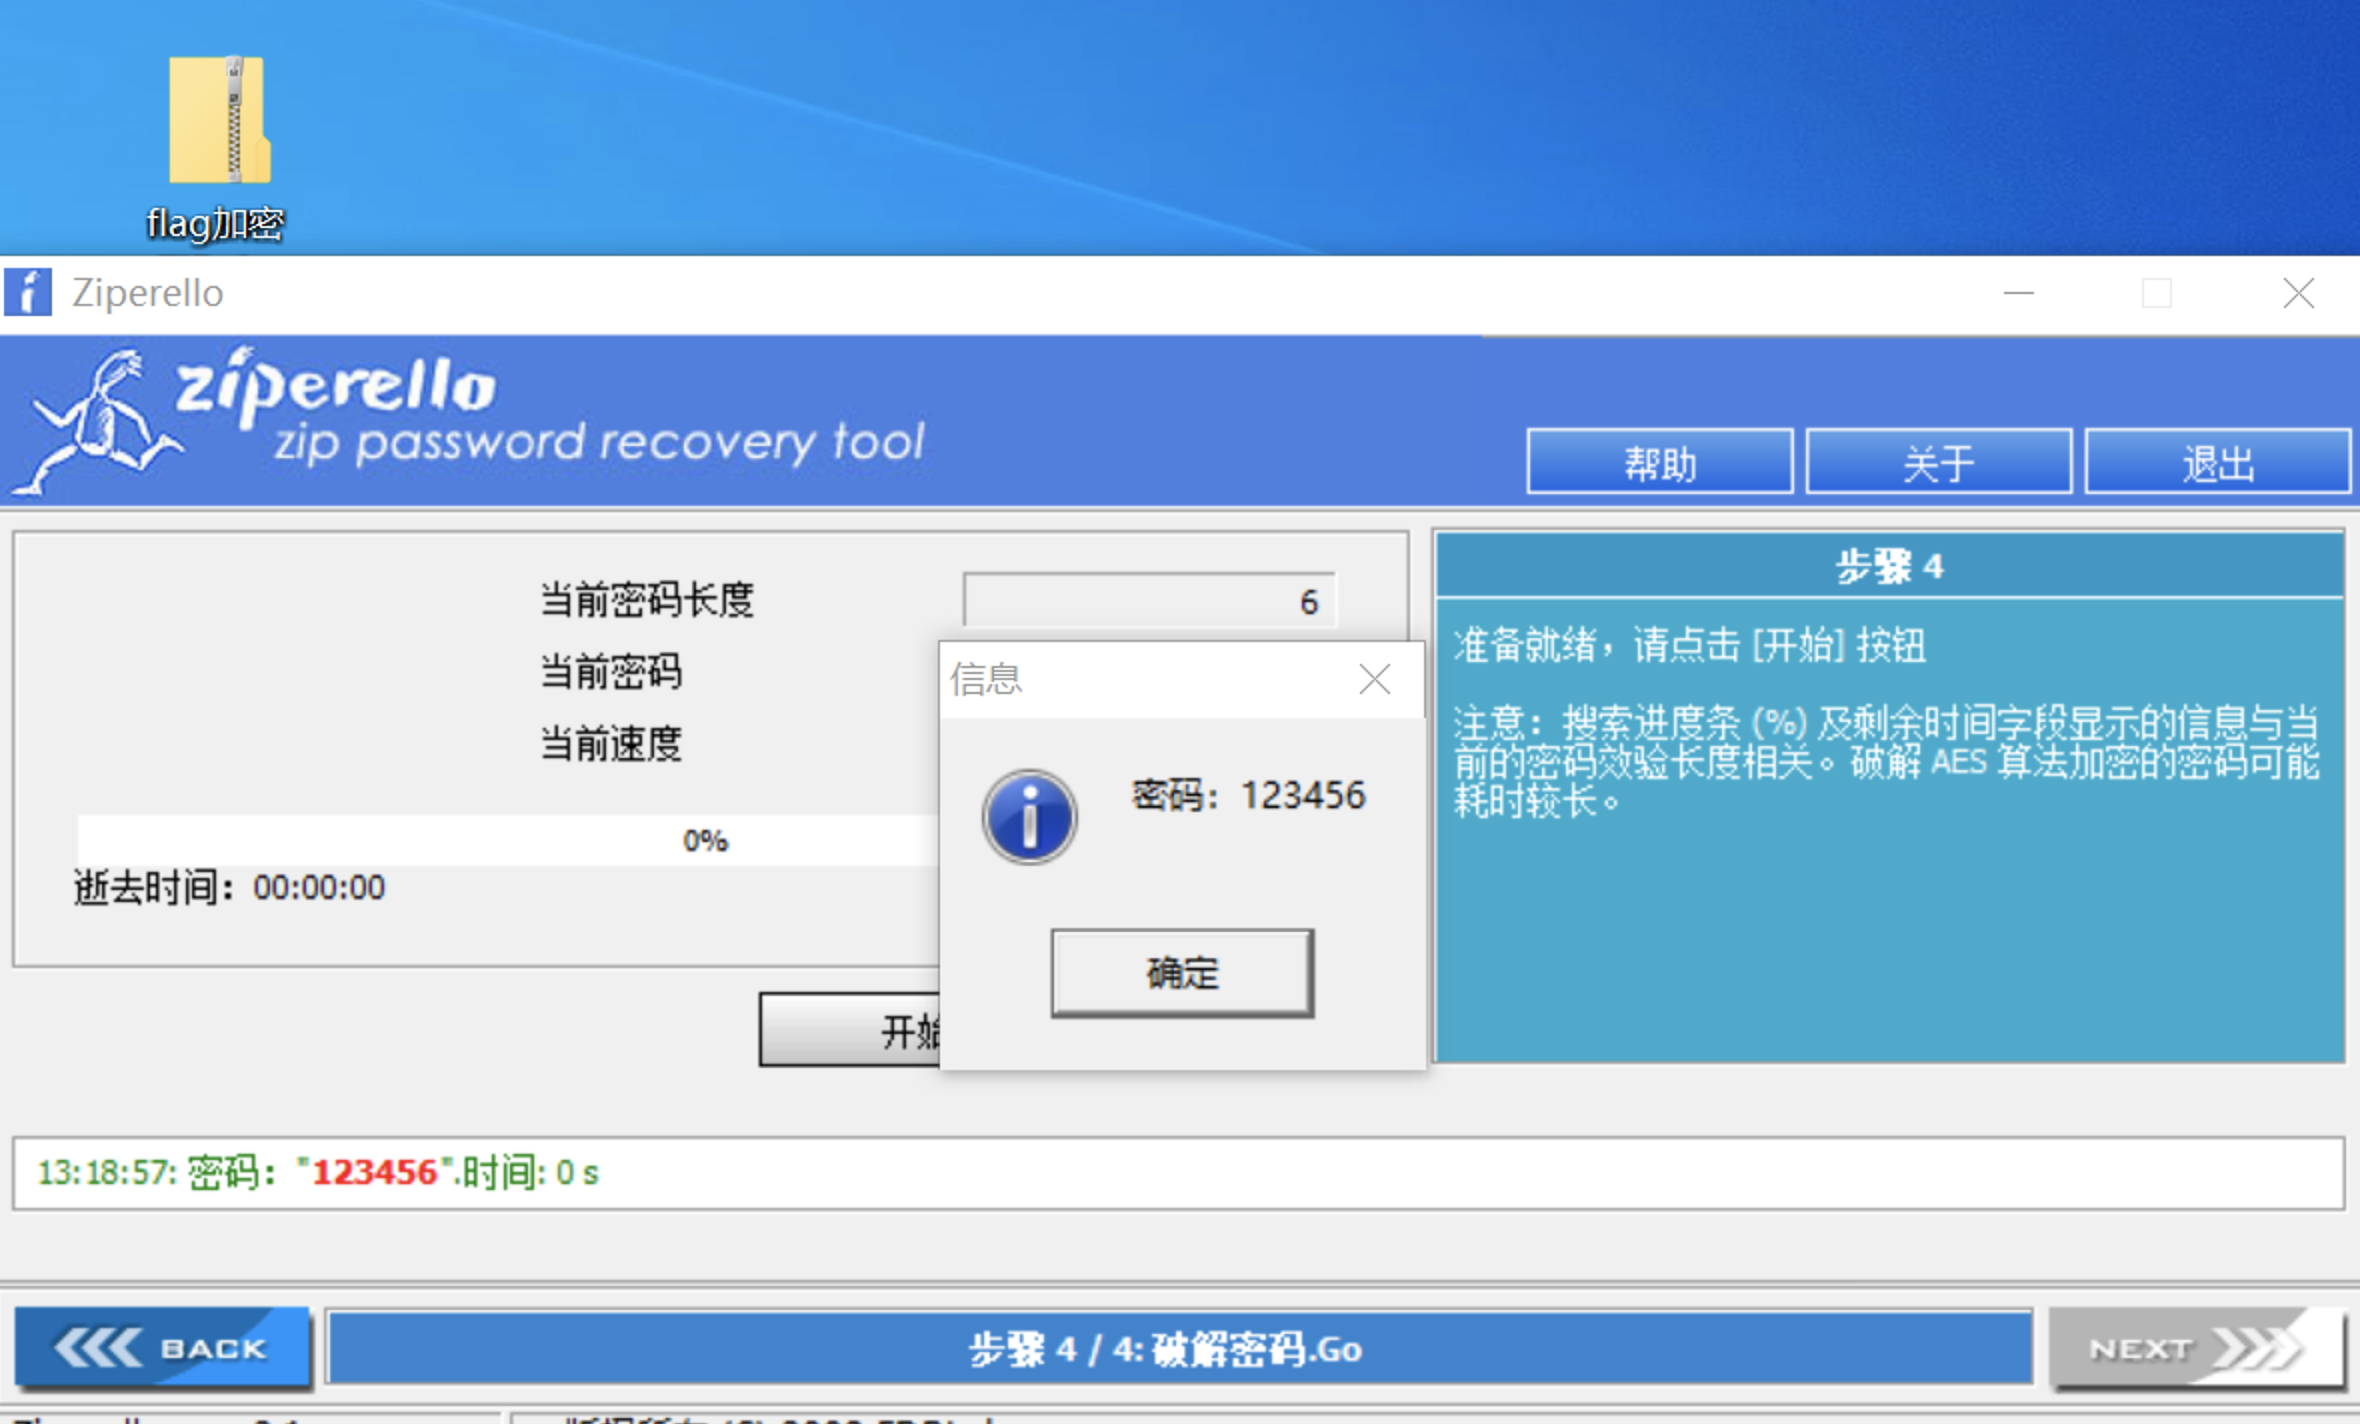 flag加密
Ziperello
ziperello
zip password recovery tool
帮助
关于
退出
当前密码长度
6
当前密码
当前速度
0%
逝去时间：00:00:00
开始
信息
密码：123456
确定
步骤 4
准备就绪，请点击 [开始] 按钮
注意：搜索进度条 (%) 及剩余时间字段显示的信息与当
前的密码效验长度相关。破解 AES 算法加密的密码可能
耗时较长。
13:18:57: 密码："123456".时间: 0 s
BACK
步骤 4 / 4: 破解密码.Go
NEXT